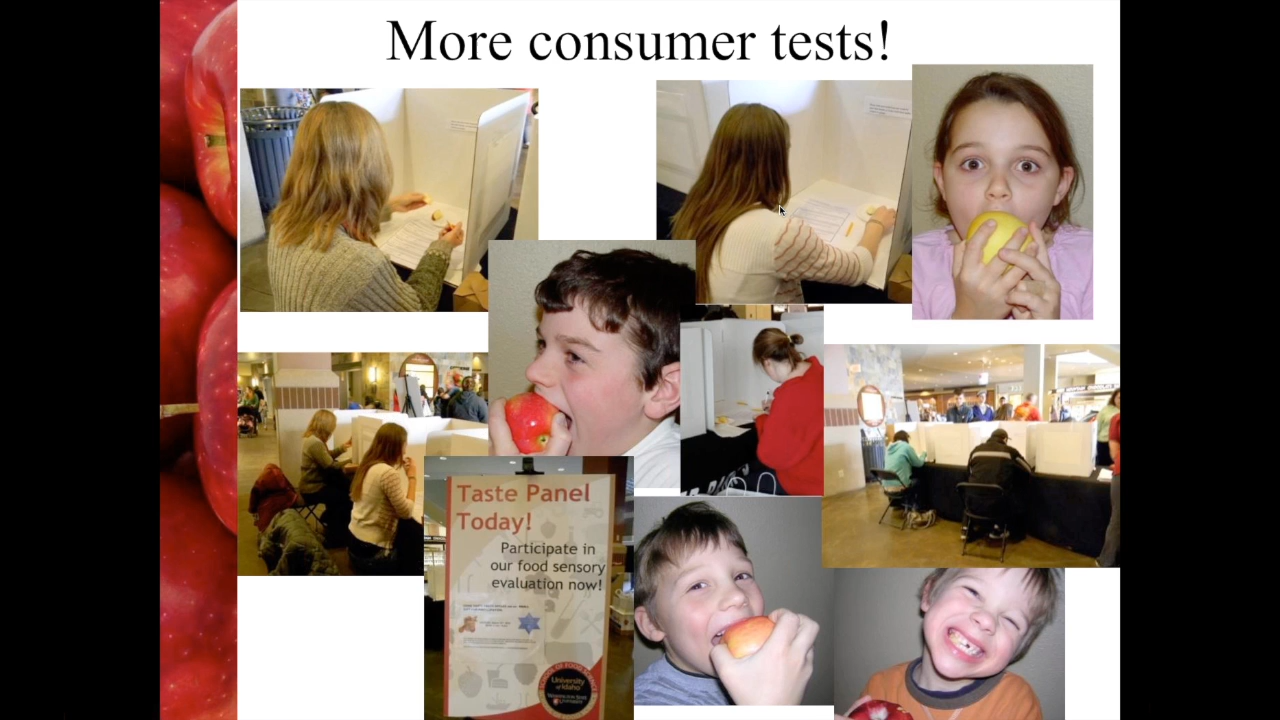 More consumer tests!
Taste Panel
Today!
Participate in
our food sensory
evaluation now!
University
of Idaho